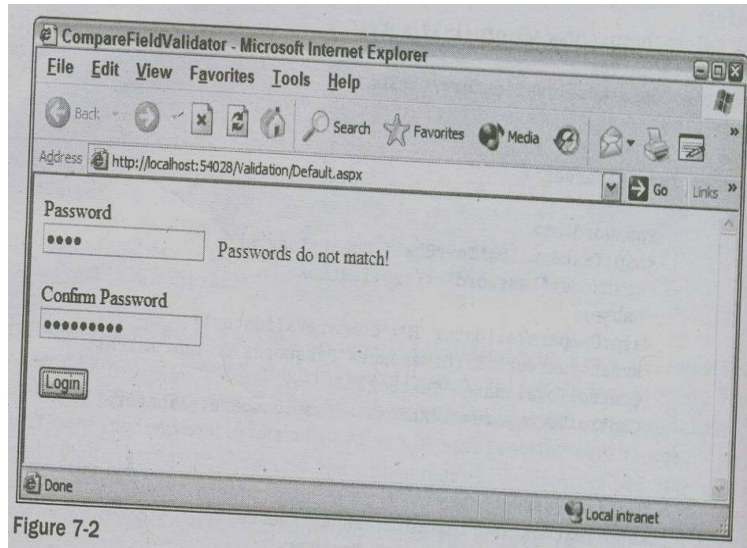 CompareFieldValidator - Microsoft Internet Explorer
File Edit View Favorites Tools Help
Back Search Favorites Media
Address http://localhost:54028/Validation/Default.aspx Go Links »
Password
•••• Passwords do not match!
Confirm Password
•••••••••
Login
Done Local intranet
Figure 7-2